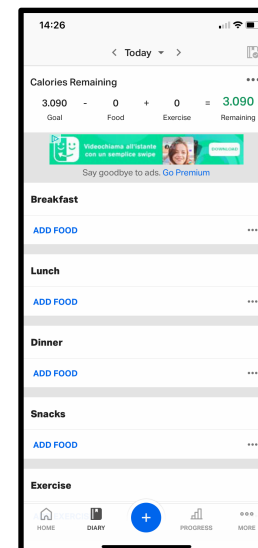 14:26
Today
Calories Remaining
3.090 - 0 + 0 = 3.090
Goal Food Exercise Remaining
Videochiama all'istante
con un semplice swipe
DOWNLOAD
Say goodbye to ads. Go Premium
Breakfast
ADD FOOD
Lunch
ADD FOOD
Dinner
ADD FOOD
Snacks
ADD FOOD
Exercise
HOME DIARY PROGRESS MORE